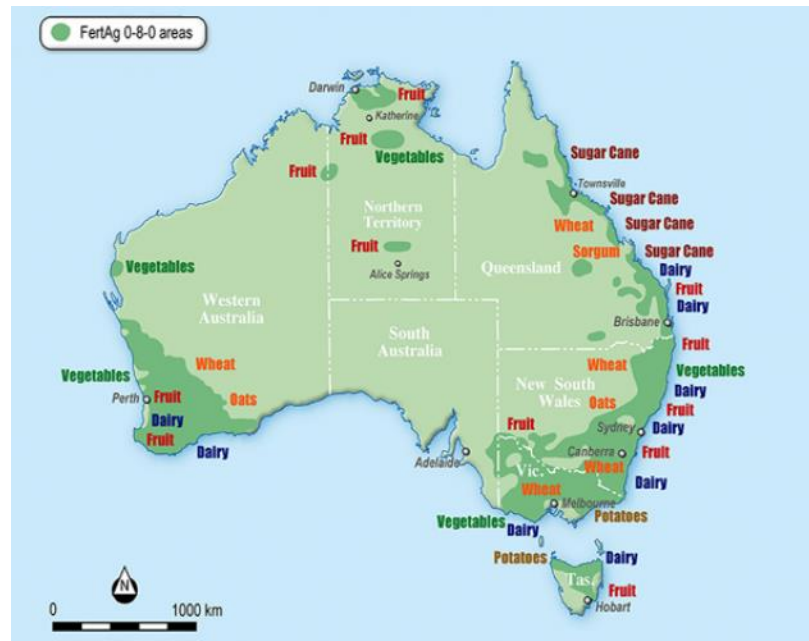 FertAg 0-8-0 areas
Darwin
Fruit
Katherine
Fruit
Vegetables
Fruit
Sugar Cane
Townsville
Sugar Cane
Northern
Territory
Wheat
Sugar Cane
Fruit
Sorgum
Sugar Cane
Alice Springs
Queensland
Dairy
Vegetables
Fruit
Western
Australia
Dairy
South
Australia
Brisbane
Fruit
Wheat
Wheat
Vegetables
Vegetables
New South
Wales
Dairy
Perth
Fruit
Oats
Oats
Fruit
Dairy
Fruit
Sydney
Dairy
Fruit
Dairy
Canberra
Fruit
Adelaide
Vic.
Wheat
Dairy
Wheat
Melbourne
Vegetables
Dairy
Potatoes
Potatoes
Dairy
Tas.
Fruit
Hobart
N
0 1000 km